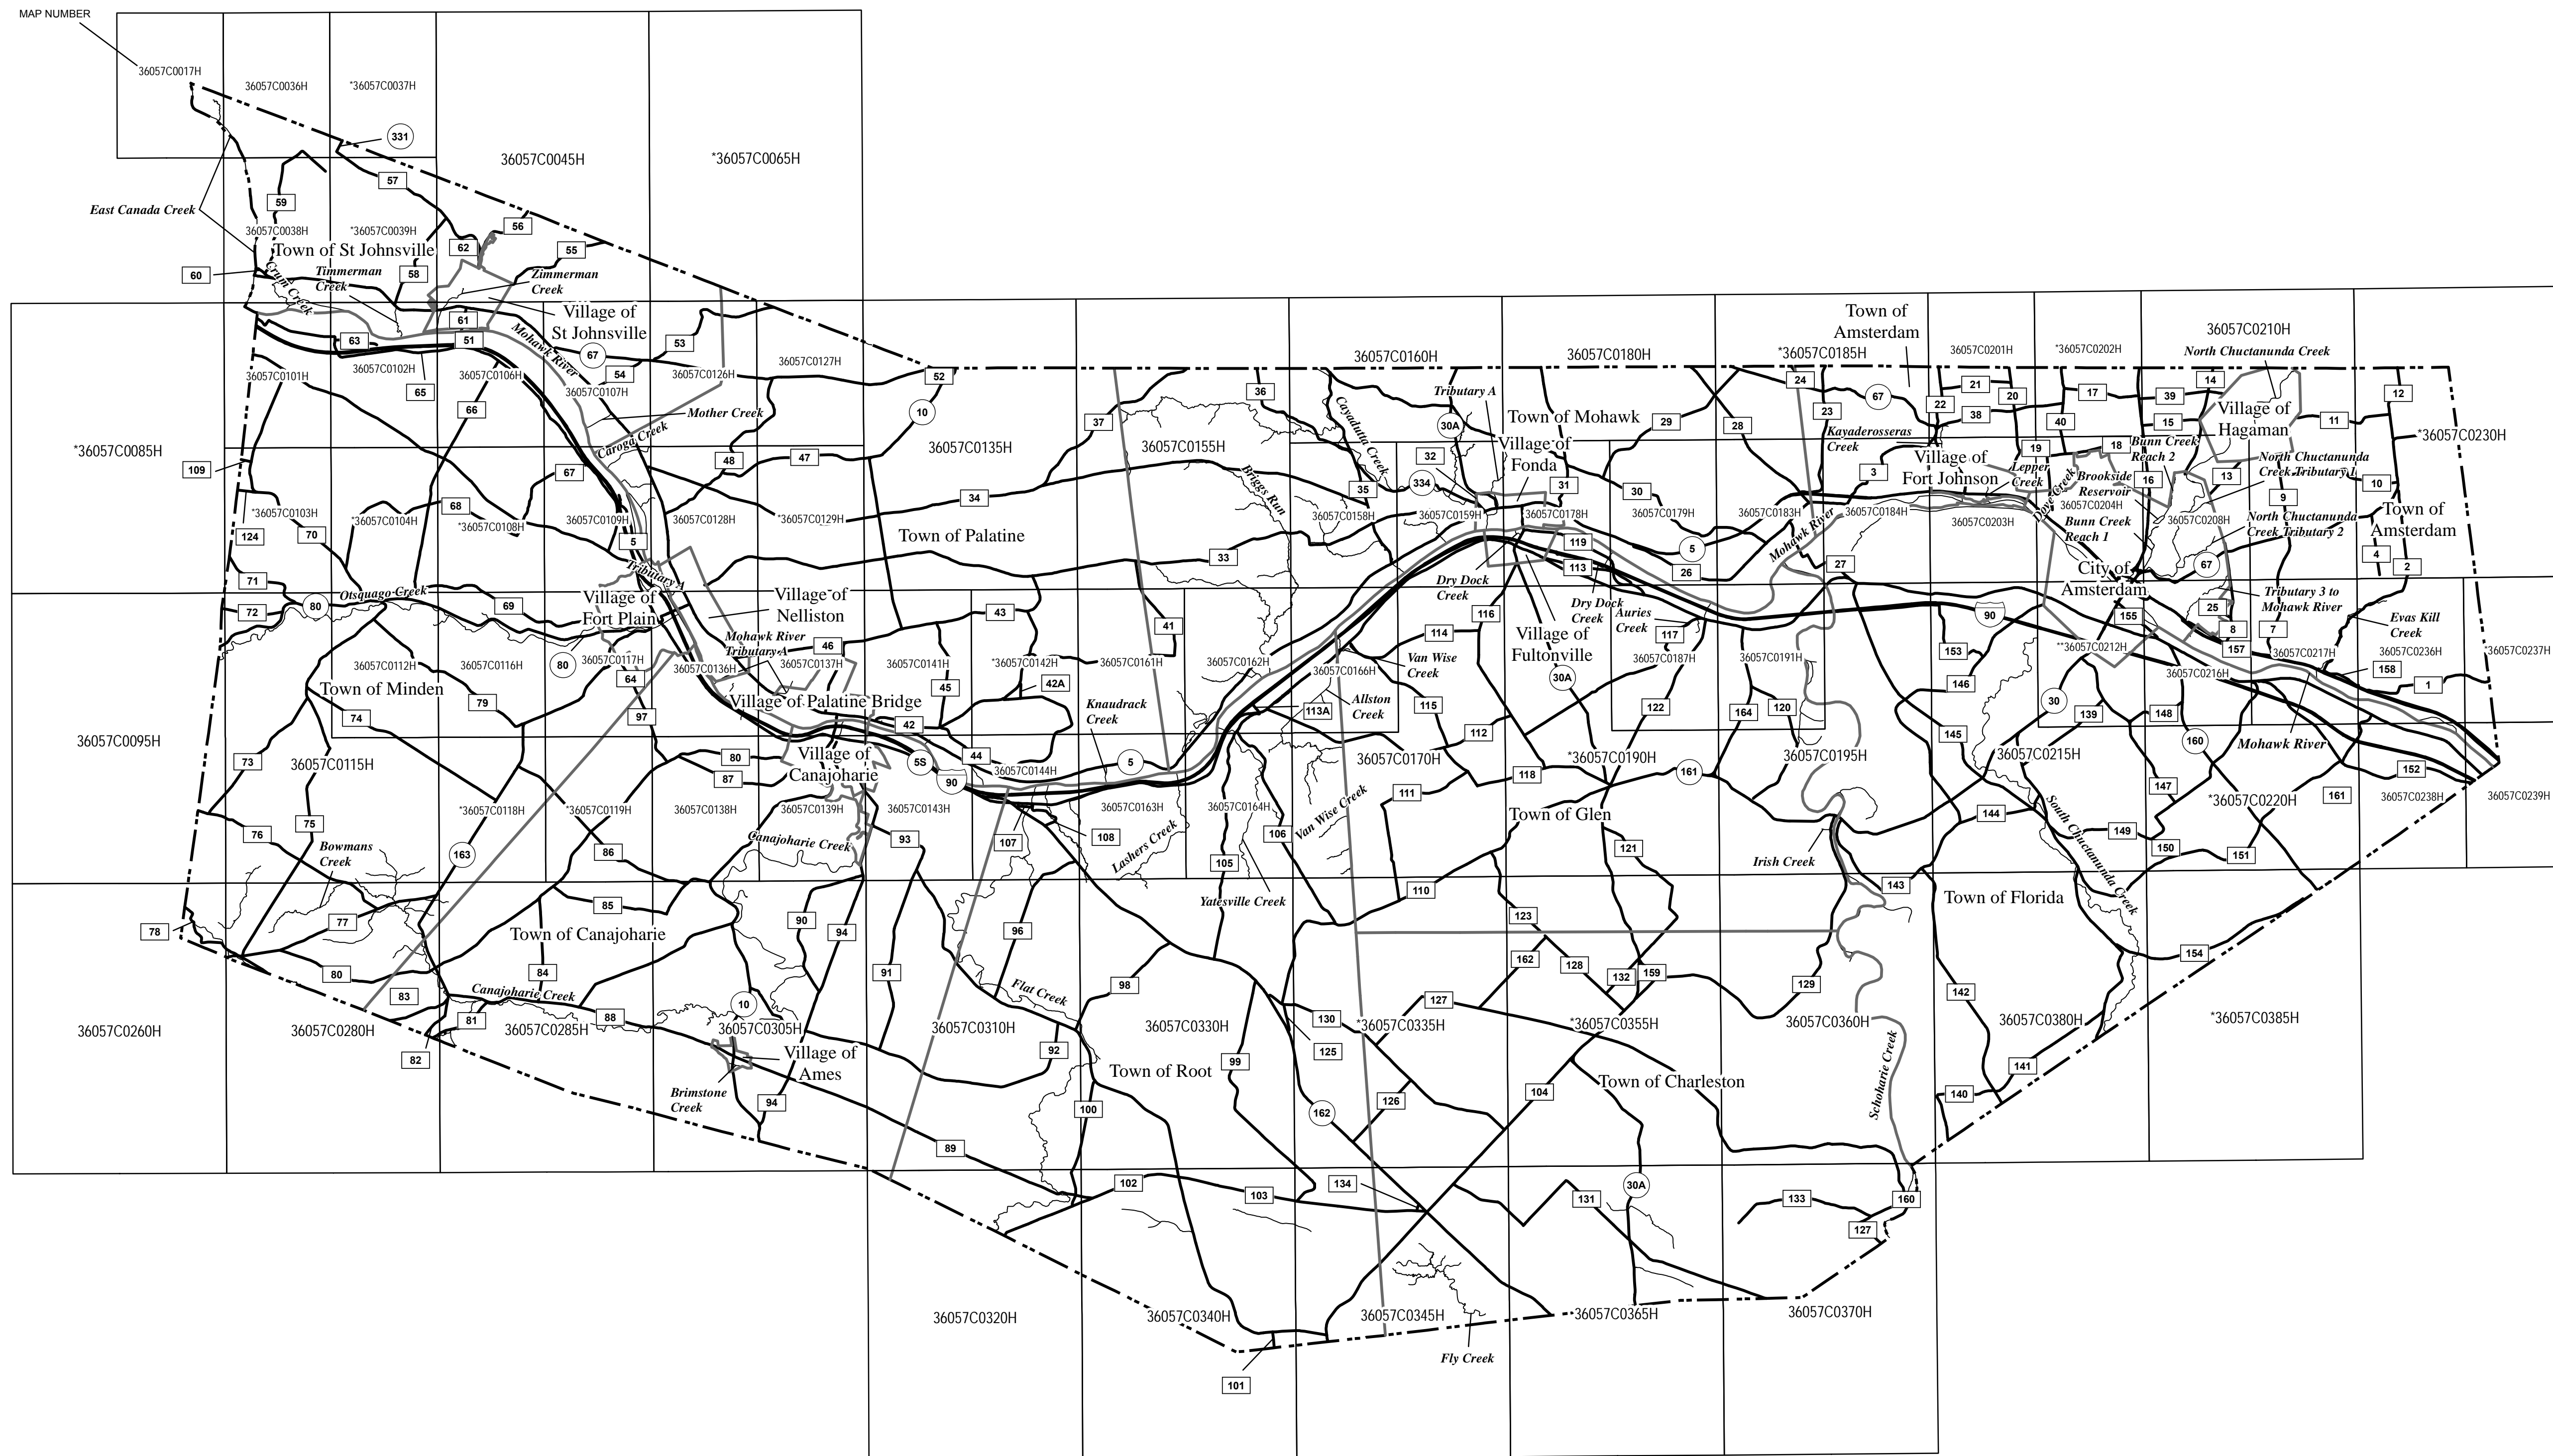 MAP NUMBER
36057C0017H
36057C0036H
*36057C0037H
331
36057C0045H
*36057C0065H
57
59
East Canada Creek
36057C0038H
*36057C0039H
56
Town of St Johnsville
62
55
60
Crum Creek
Timmerman
Creek
58
Zimmerman
Creek
Village of
St Johnsville
61
63
51
Mohawk River
67
53
54
36057C0101H
36057C0102H
65
36057C0106H
36057C0107H
36057C0126H
36057C0127H
52
66
Mother Creek
10
Caroga Creek
*36057C0085H
109
48
47
36057C0135H
67
34
*36057C0103H
124
70
*36057C0104H
68
*36057C0108H
36057C0109H
36057C0128H
*36057C0129H
5
Town of Palatine
71
Tributary A
72
80
Otsquago Creek
69
Village of
Fort Plain
Village of
Nelliston
80
Mohawk River
Tributary A
46
43
36057C0112H
36057C0116H
36057C0117H
36057C0136H
36057C0137H
36057C0141H
*36057C0142H
Town of Minden
64
45
42A
74
79
97
Village of Palatine Bridge
42
36057C0095H
73
36057C0115H
80
87
Village of
Canajoharie
5S
44
90
36057C0144H
*36057C0118H
*36057C0119H
36057C0138H
36057C0139H
36057C0143H
75
76
Bowmans
Creek
163
86
Canajoharie Creek
93
107
108
78
77
85
90
94
Town of Canajoharie
96
80
84
91
83
Canajoharie Creek
Flat Creek
98
81
36057C0260H
36057C0280H
36057C0285H
88
10
36057C0305H
36057C0310H
36057C0330H
82
Village of
Ames
92
99
Brimstone
Creek
94
Town of Root
100
89
102
103
134
36057C0320H
36057C0340H
36057C0345H
36057C0365H
36057C0370H
101
Fly Creek
37
36
36057C0155H
Briggs Run
33
36057C0160H
36057C0180H
*36057C0185H
Town of
Amsterdam
36057C0201H
*36057C0202H
36057C0210H
North Chuctanunda Creek
Cayadutta Creek
Tributary A
30A
Town of Mohawk
29
24
23
28
67
22
21
20
38
17
40
39
14
15
Village of
Hagaman
11
12
*36057C0230H
32
Village of
Fonda
Kayaderosseras
Creek
3
Village of
Fort Johnson
19
18
Lepper
Creek
Bunn Creek
Reach 2
North Chuctanunda
Creek Tributary 1
35
334
31
30
Brookside
Reservoir
16
13
9
10
36057C0158H
36057C0159H
36057C0178H
36057C0179H
36057C0183H
36057C0184H
36057C0203H
Dove Creek
36057C0204H
36057C0208H
Bunn Creek
Reach 1
North Chuctanunda
Creek Tributary 2
Town of
Amsterdam
119
5
Mohawk River
113
26
27
67
4
2
Dry Dock
Creek
City of
Amsterdam
116
Dry Dock
Creek
Auries
Creek
90
155
25
Tributary 3 to
Mohawk River
Evas Kill
Creek
41
114
Village of
Fultonville
117
8
7
157
36057C0161H
36057C0162H
36057C0166H
Van Wise
Creek
30A
36057C0187H
36057C0191H
153
**36057C0212H
36057C0216H
36057C0217H
158
36057C0236H
*36057C0237H
146
1
Knaudrack
Creek
Allston
Creek
113A
115
122
164
120
30
139
148
112
145
160
Mohawk River
5
36057C0170H
*36057C0190H
36057C0195H
36057C0215H
118
161
147
152
111
36057C0163H
36057C0164H
Van Wise Creek
Town of Glen
144
*36057C0220H
161
36057C0238H
36057C0239H
Lashers Creek
106
105
121
Irish Creek
South Chuctanunda Creek
149
150
151
Yatesville Creek
110
143
Town of Florida
123
162
128
132
159
129
154
127
142
130
*36057C0335H
*36057C0355H
36057C0360H
36057C0380H
*36057C0385H
125
Schoharie Creek
141
126
104
Town of Charleston
140
162
30A
131
133
160
127